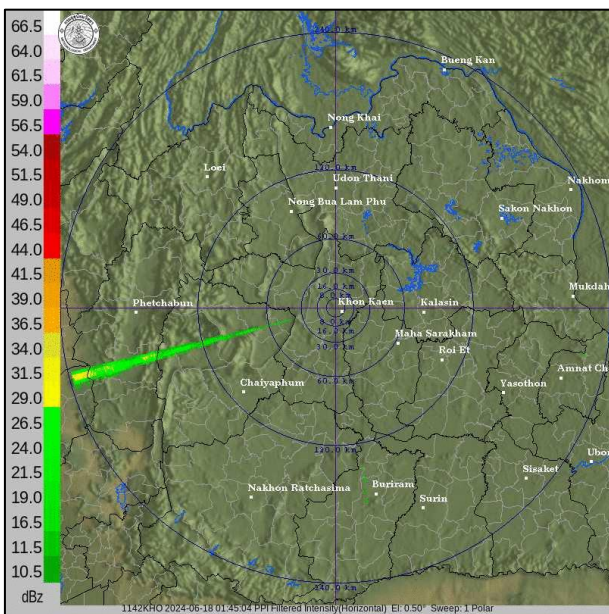 66.5
64.0
61.5
59.0
56.5
54.0
51.5
49.0
46.5
44.0
41.5
39.0
36.5
34.0
31.5
29.0
26.5
24.0
21.5
19.0
16.5
14.0
11.5
10.5
dBz
Bueng Kan
Nong Khai
Loei
Udon Thani
Nakhom
Nong Bua Lam Phu
Sakon Nakhon
Mukdah
Phetchabun
Khon Kaen
Kalasin
Maha Sarakham
Roi-Et
Chaiyaphum
Amnat Ch
Yasothon
Ubon
Sisaket
Nakhon Ratchasima
Buriram
Surin
1142KHO 2024-06-18 01:45:04 PPI Filtered Intensity(Horizontal) El: 0.50° Sweep: 1 Polar